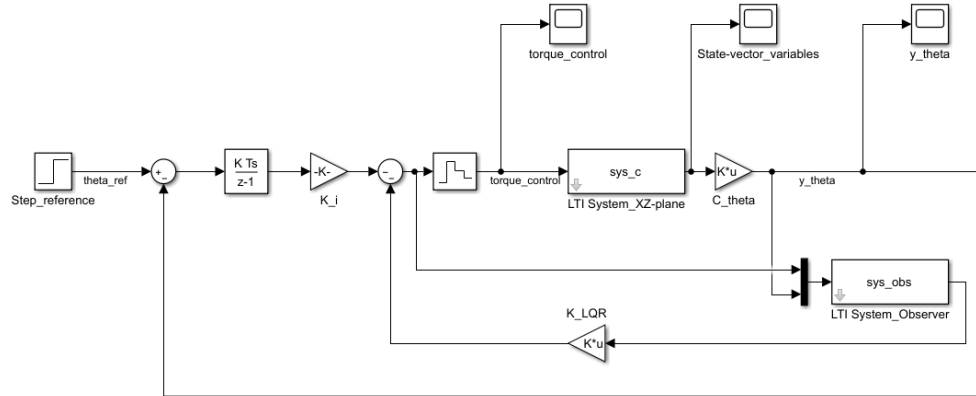 torque_control
State-vector_variables
y_theta
theta_ref
Step_reference
+
-
K Ts
z-1
-K-
K_i
-
-
torque_control
sys_c
LTI System_XZ-plane
K*u
C_theta
y_theta
sys_obs
LTI System_Observer
K_LQR
K*u